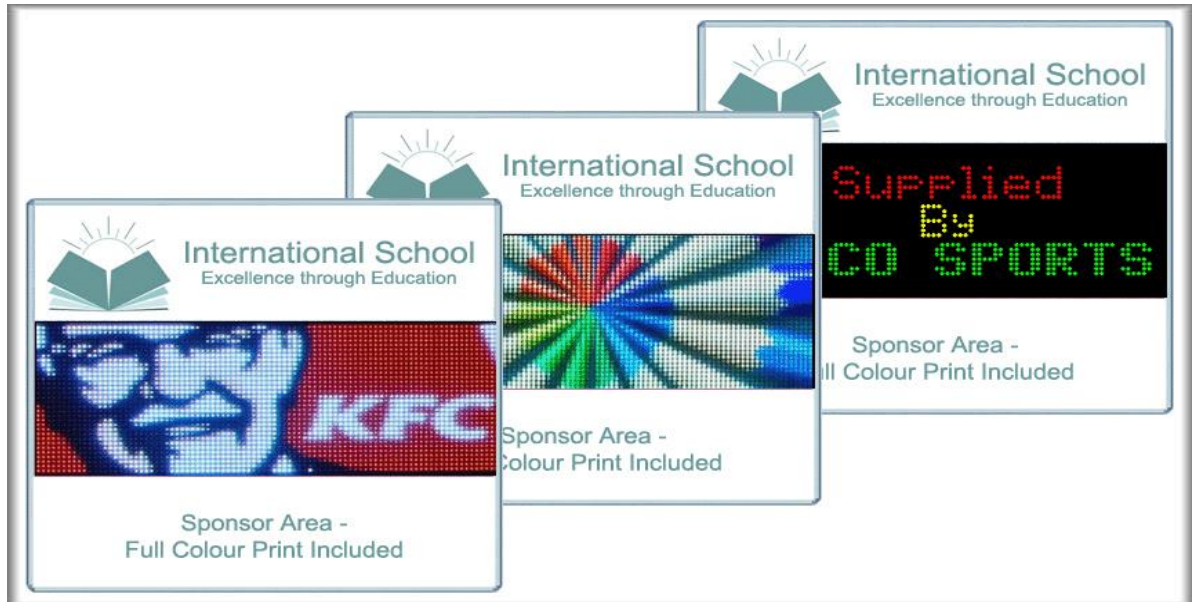 International School
Excellence through Education
KFC
Sponsor Area -
Full Colour Print Included
International School
Excellence through Education
Sponsor Area -
Colour Print Included
International School
Excellence through Education
Supplied
By
CO SPORTS
Sponsor Area -
Colour Print Included